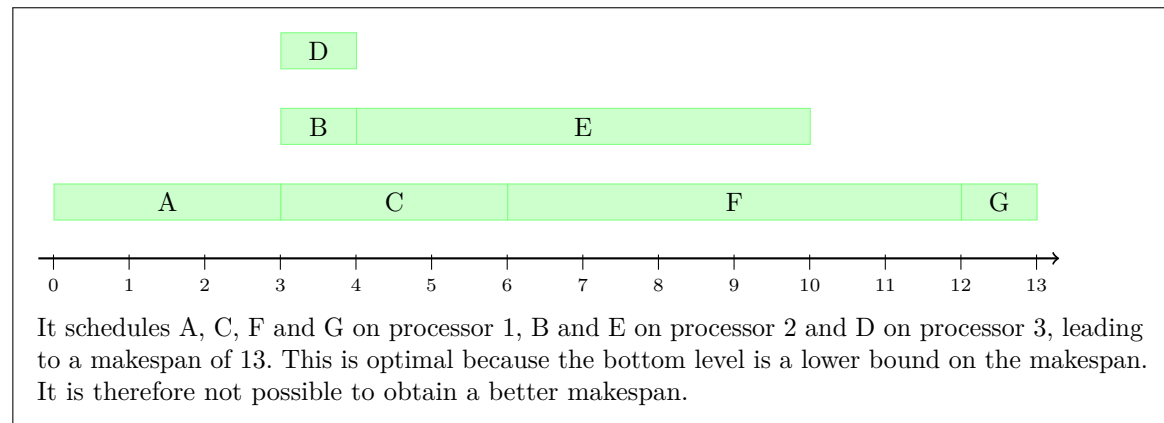 D
B E
A C F G
0 1 2 3 4 5 6 7 8 9 10 11 12 13
It schedules A, C, F and G on processor 1, B and E on processor 2 and D on processor 3, leading
to a makespan of 13. This is optimal because the bottom level is a lower bound on the makespan.
It is therefore not possible to obtain a better makespan.